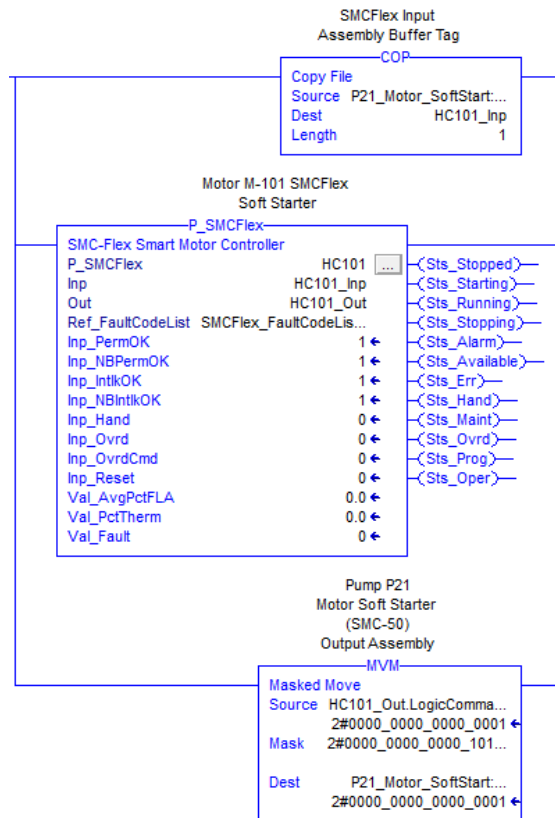 SMCFlex Input
Assembly Buffer Tag
COP
Copy File
Source P21_Motor_SoftStart:...
Dest HC101_Inp
Length 1
Motor M-101 SMCFlex
Soft Starter
P_SMCFlex
SMC-Flex Smart Motor Controller
P_SMCFlex HC101 ... (Sts_Stopped)
Inp HC101_Inp (Sts_Starting)
Out HC101_Out (Sts_Running)
Ref_FaultCodeList SMCFlex_FaultCodeLis... (Sts_Stopping)
Inp_PermOK 1 (Sts_Alarm)
Inp_NBPermOK 1 (Sts_Available)
Inp_IntlkOK 1 (Sts_Err)
Inp_NBIntlkOK 1 (Sts_Hand)
Inp_Hand 0 (Sts_Maint)
Inp_Ovrd 0 (Sts_Ovrd)
Inp_OvrdCmd 0 (Sts_Prog)
Inp_Reset 0 (Sts_Oper)
Val_AvgPctFLA 0.0
Val_PctTherm 0.0
Val_Fault 0
Pump P21
Motor Soft Starter
(SMC-50)
Output Assembly
MVM
Masked Move
Source HC101_Out.LogicComma...
2#0000_0000_0000_0001
Mask 2#0000_0000_0000_101...
Dest P21_Motor_SoftStart:...
2#0000_0000_0000_0001